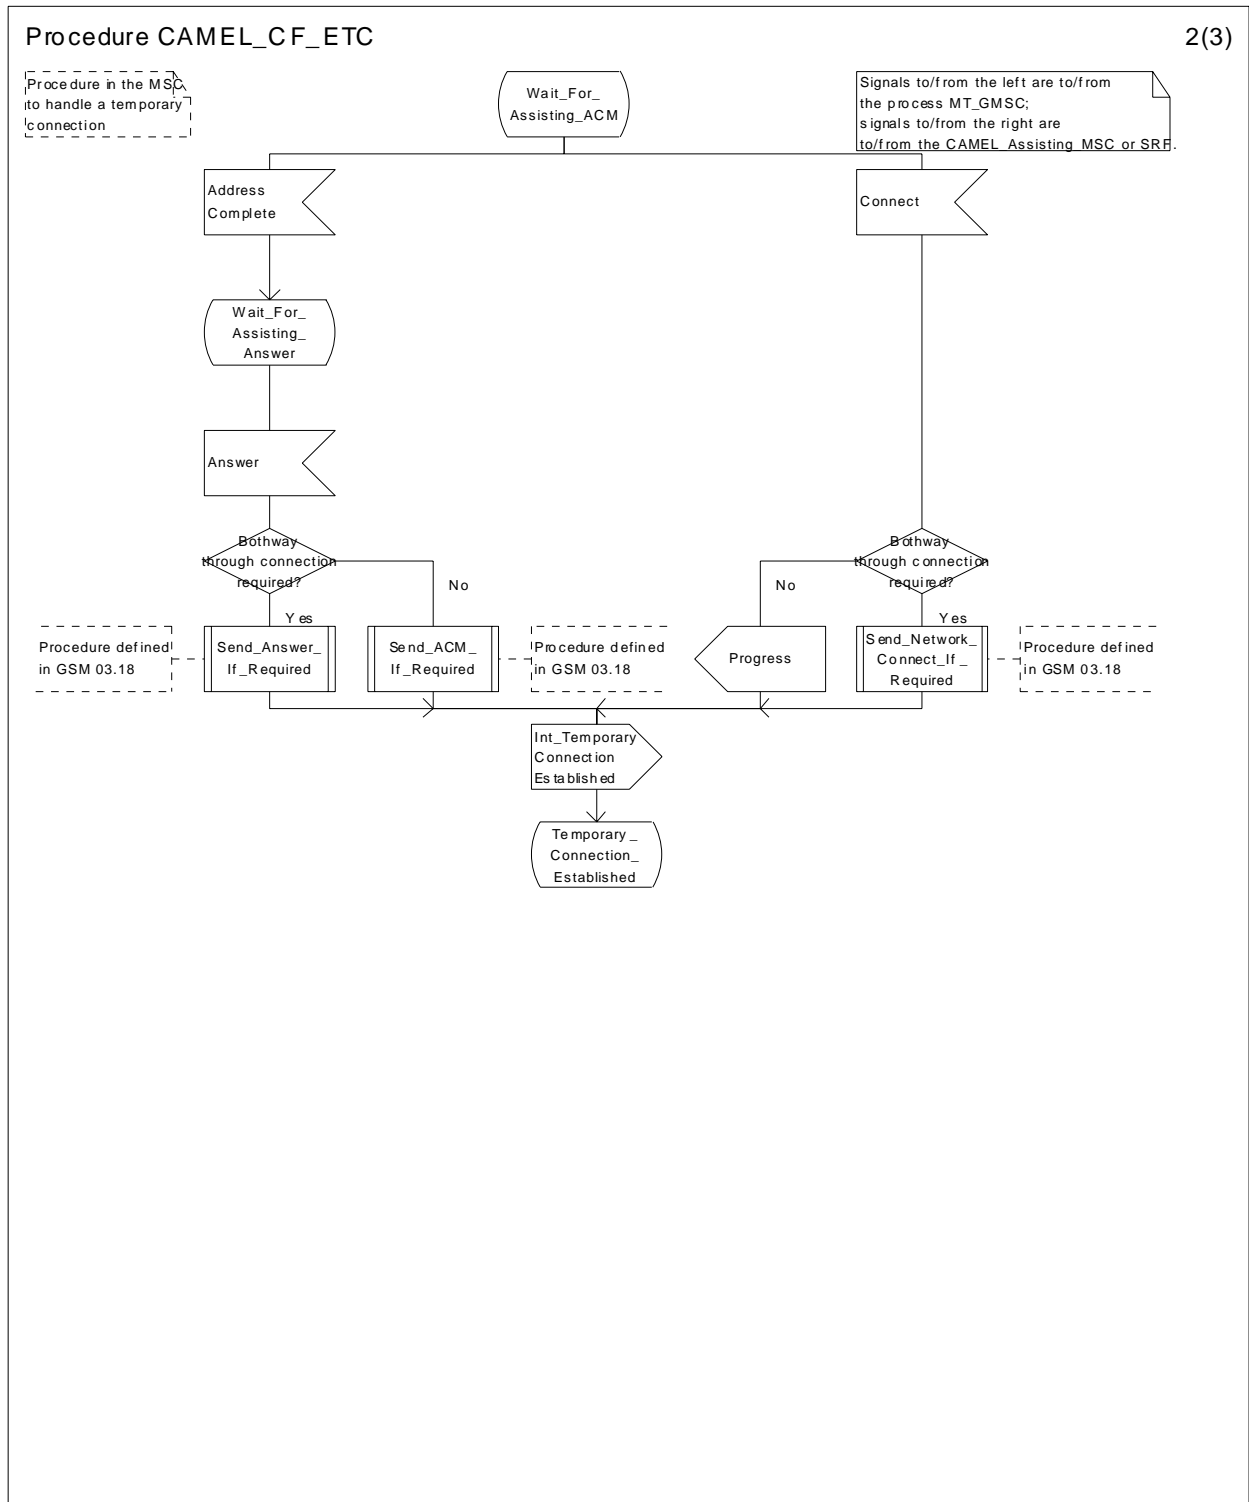 Procedure CAMEL_CF_ETC
2(3)
Procedure in the MSC
to handle a temporary
connection
Wait_For_
Assisting_ACM
Signals to/from the left are to/from
the process MT_GMSC;
signals to/from the right are
to/from the CAMEL_Assisting_MSC or SRF.
Address
Complete
Connect
Wait_For_
Assisting_
Answer
Answer
Bothway
through connection
required?
No
Yes
Bothway
through connection
required?
No
Yes
Procedure defined
in GSM 03.18
Send_Answer_
If_Required
Send_ACM_
If_Required
Procedure defined
in GSM 03.18
Progress
Send_Network_
Connect_If_
Required
Procedure defined
in GSM 03.18
Int_Temporary
Connection
Established
Temporary_
Connection_
Established